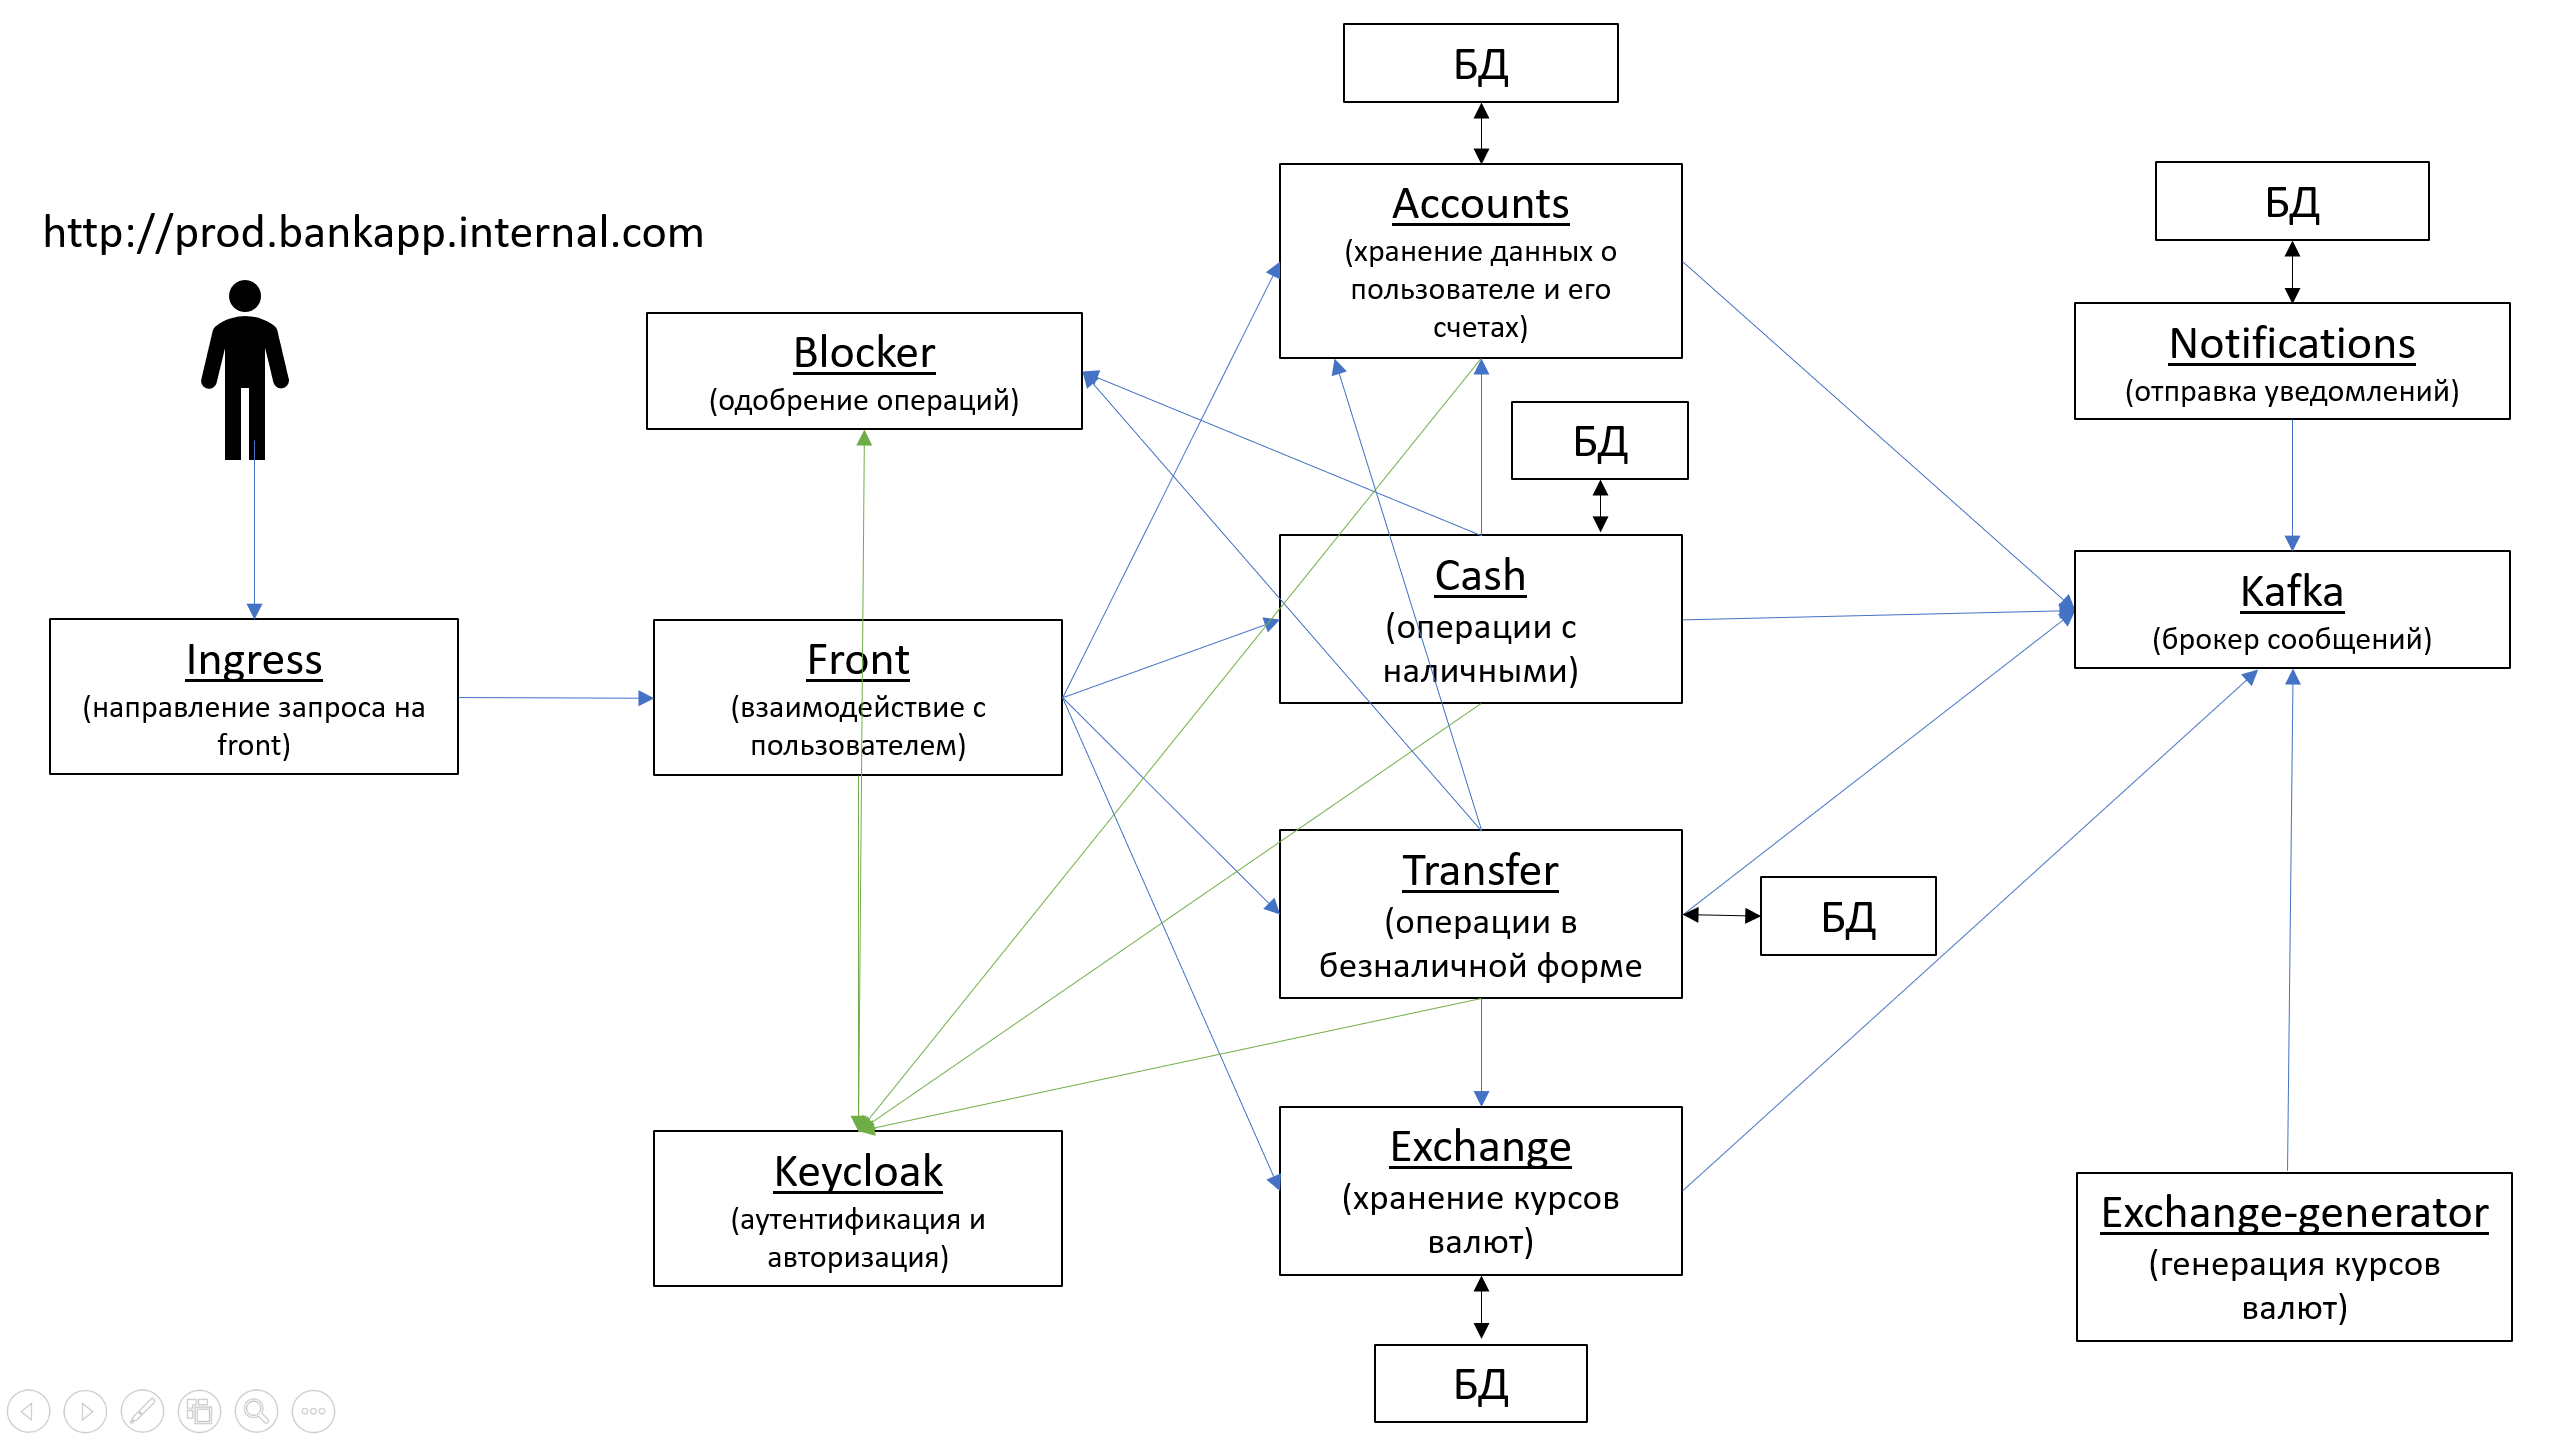 БД
Accounts
(хранение данных о
пользователе и его
счетах)
БД
http://prod.bankapp.internal.com
Blocker
(одобрение операций)
Notifications
(отправка уведомлений)
БД
Cash
(операции с
наличными)
Kafka
(брокер сообщений)
Ingress
(направление запроса на
front)
Front
(взаимодействие с
пользователем)
Transfer
(операции в
безналичной форме
БД
Keycloak
(аутентификация и
авторизация)
Exchange
(хранение курсов
валют)
Exchange-generator
(генерация курсов
валют)
БД